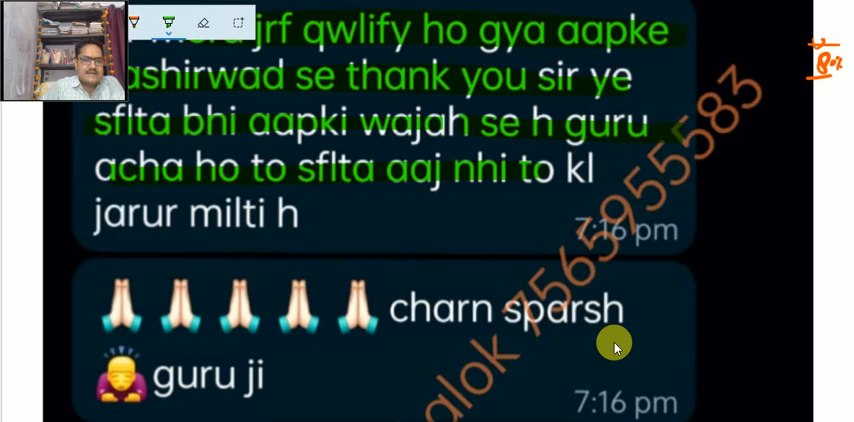 jrf qwlify ho gya aapke
ashirwad se thank you sir ye
sflta bhi aapki wajah se h guru
acha ho to sflta aaj nhi to kl
jarur milti h
7:16 pm
charn sparsh
guru ji
7:16 pm
alok 7565955583